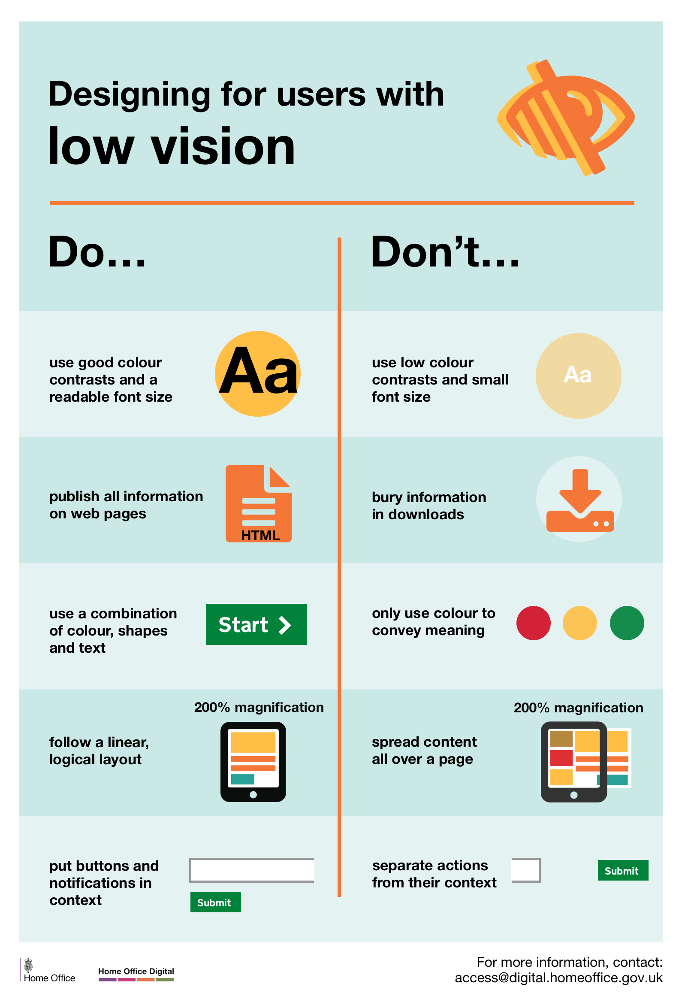 Designing for users with
low vision
Do...
Don't...
use good colour
contrasts and a
readable font size
Aa
use low colour
contrasts and small
font size
Aa
publish all information
on web pages
HTML
bury information
in downloads
use a combination
of colour, shapes
and text
Start
only use colour to
convey meaning
follow a linear,
logical layout
200% magnification
spread content
all over a page
200% magnification
put buttons and
notifications in
context
Submit
separate actions
from their context
Submit
Home Office
Home Office Digital
For more information, contact:
access@digital.homeoffice.gov.uk